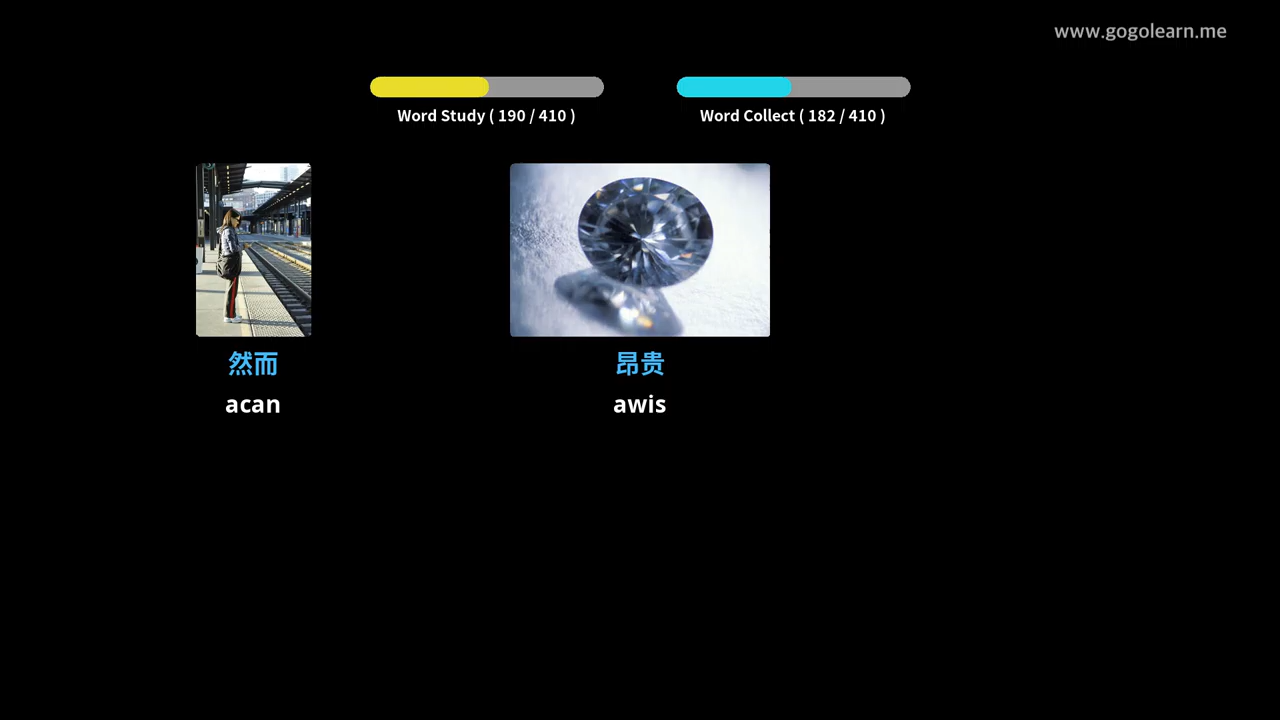 www.gogolearn.me
Word Study ( 190 / 410 )
Word Collect ( 182 / 410 )
然而
acan
昂贵
awis